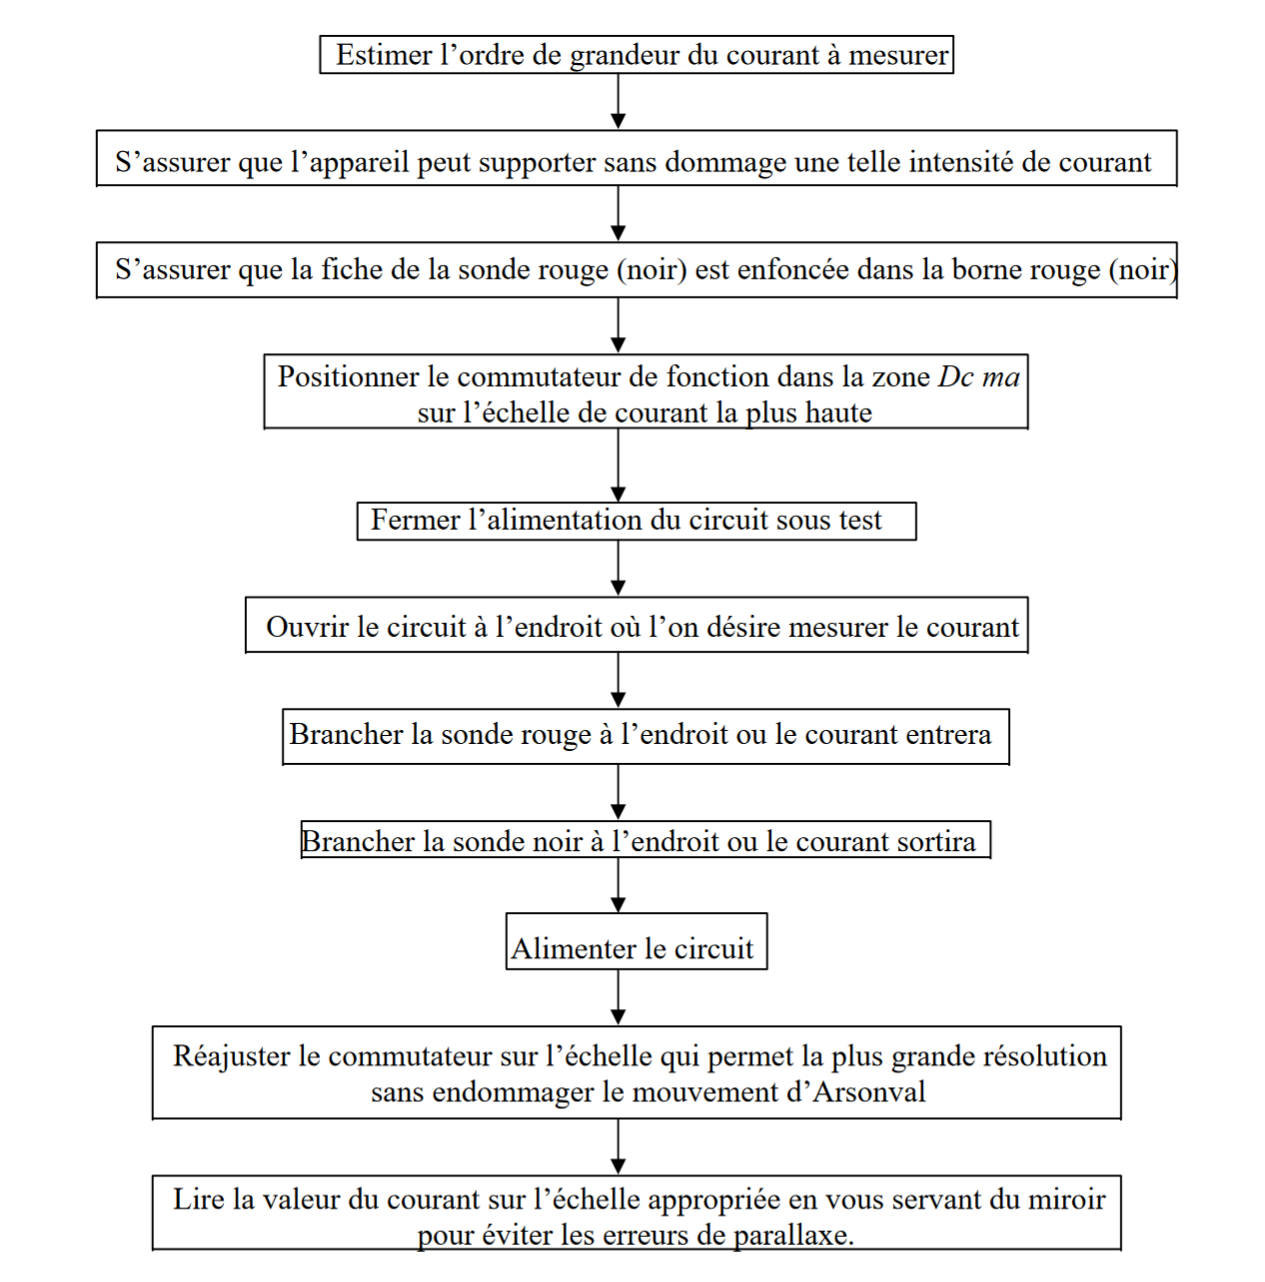 Estimer l’ordre de grandeur du courant à mesurer
S’assurer que l’appareil peut supporter sans dommage une telle intensité de courant
S’assurer que la fiche de la sonde rouge (noir) est enfoncée dans la borne rouge (noir)
Positionner le commutateur de fonction dans la zone Dc ma
sur l’échelle de courant la plus haute
Fermer l’alimentation du circuit sous test
Ouvrir le circuit à l’endroit où l’on désire mesurer le courant
Brancher la sonde rouge à l’endroit ou le courant entrera
Brancher la sonde noir à l’endroit ou le courant sortira
Alimenter le circuit
Réajuster le commutateur sur l’échelle qui permet la plus grande résolution
sans endommager le mouvement d’Arsonval
Lire la valeur du courant sur l’échelle appropriée en vous servant du miroir
pour éviter les erreurs de parallaxe.